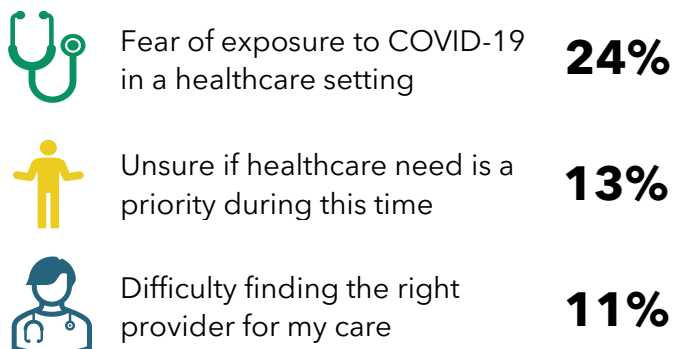 Fear of exposure to COVID-19
in a healthcare setting
24%
Unsure if healthcare need is a
priority during this time
13%
Difficulty finding the right
provider for my care
11%